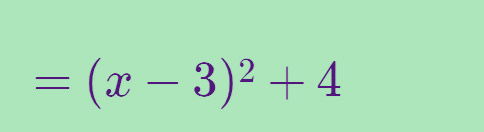 = (x − 3)² + 4